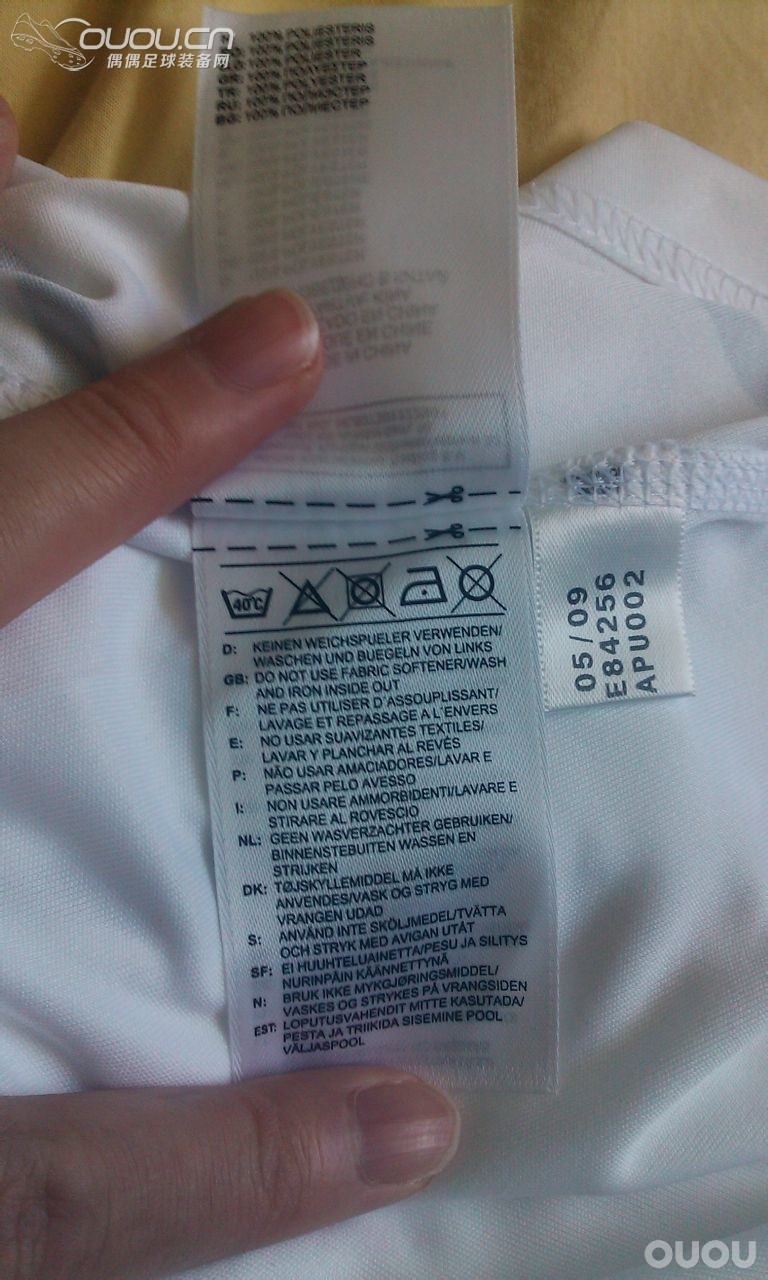 OUOU.CN
偶偶足球装备网
100% POLIESTERIS
100% POLIESTERIS
100% POLIESTER
TR: 100% POLYESTER
RU: 100% ПОЛИЭСТЕР
BG: 100% ПОЛИЕСТЕР
40°C
D: KEINEN WEICHSPUELER VERWENDEN/
WASCHEN UND BUEGELN VON LINKS
GB: DO NOT USE FABRIC SOFTENER/WASH
AND IRON INSIDE OUT
F: NE PAS UTILISER D'ASSOUPLISSANT/
LAVAGE ET REPASSAGE A L'ENVERS
E: NO USAR SUAVIZANTES TEXTILES/
LAVAR Y PLANCHAR AL REVÉS
P: NÃO USAR AMACIADORES/LAVAR E
PASSAR PELO AVESSO
I: NON USARE AMMORBIDENTI/LAVARE E
STIRARE AL ROVESCIO
NL: GEEN WASVERZACHTER GEBRUIKEN/
BINNENSTEBUITEN WASSEN EN
STRIJKEN
DK: TØJSKYLLEMIDDEL MÅ IKKE
ANVENDES/VASK OG STRYG MED
VRANGEN UDAD
S: ANVÄND INTE SKÖLJMEDEL/TVÄTTA
OCH STRYK MED AVIGAN UTÅT
SF: EI HUUHTELUAINETTA/PESU JA SILITYS
NURINPÄIN KÄÄNNETTYNÄ
N: BRUK IKKE MYKGJØRINGSMIDDEL/
VASKES OG STRYKES PÅ VRANGSIDEN
EST: LOPUTUSVAHENDIT MITTE KASUTADA/
PESTA JA TRIIKIDA SISEMINE POOL
VÄLJASPOOL
05/09
E84256
APU002
OUOU